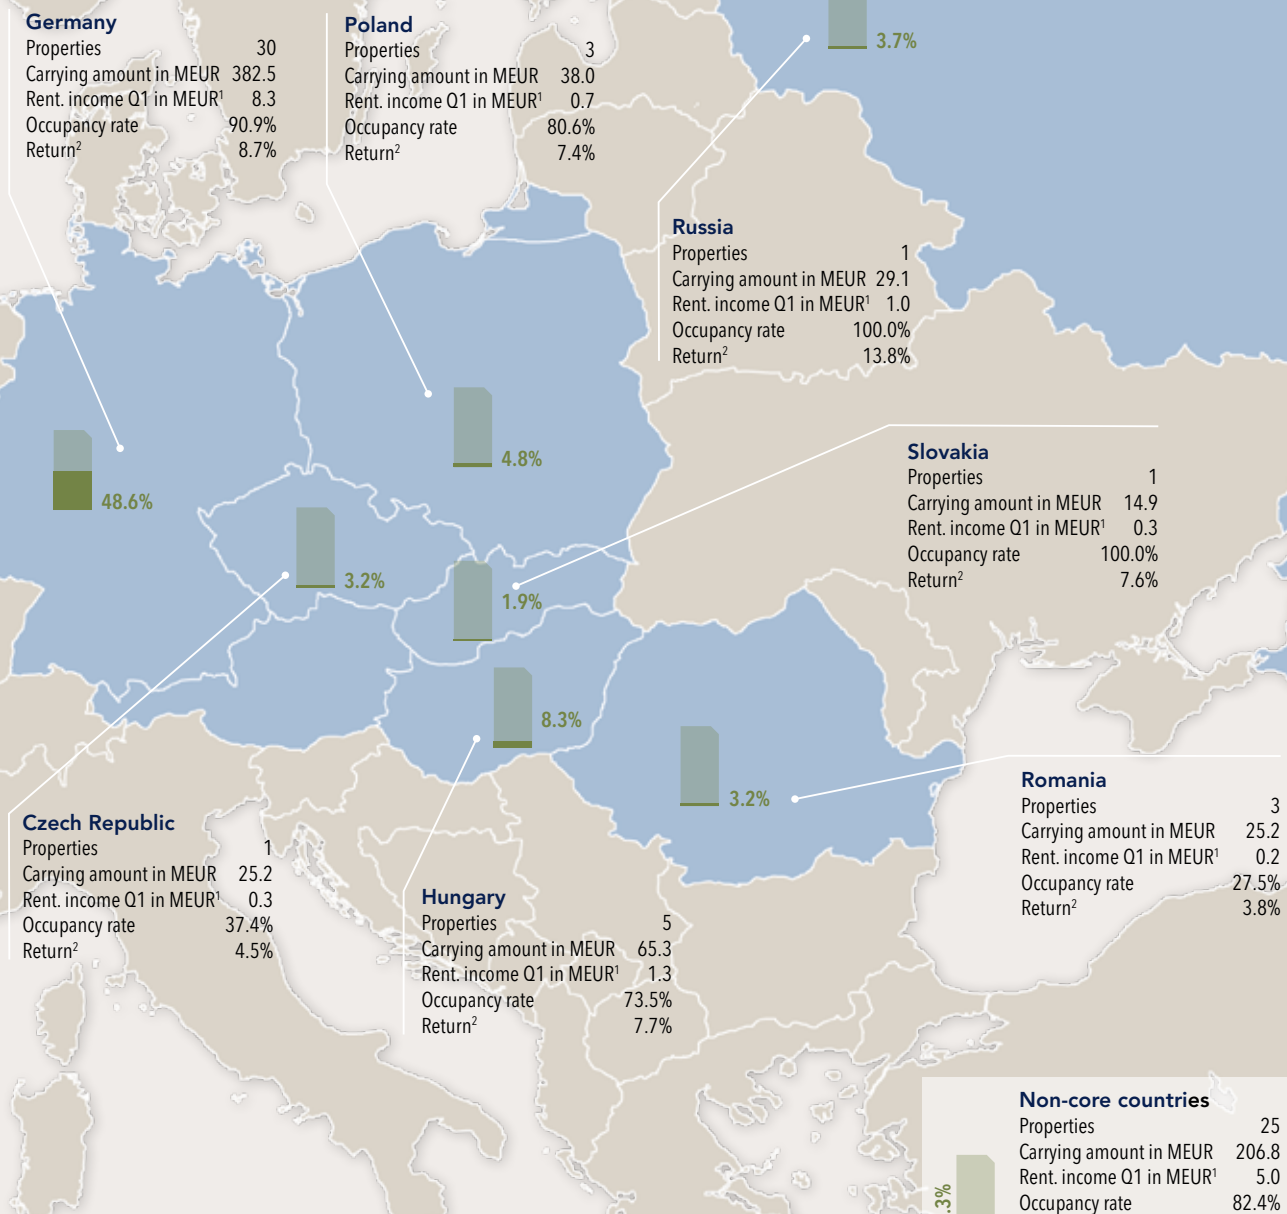 Germany
Properties 30
Carrying amount in MEUR 382.5
Rent. income Q1 in MEUR¹ 8.3
Occupancy rate 90.9%
Return² 8.7%
Poland
Properties 3
Carrying amount in MEUR 38.0
Rent. income Q1 in MEUR¹ 0.7
Occupancy rate 80.6%
Return² 7.4%
3.7%
Russia
Properties 1
Carrying amount in MEUR 29.1
Rent. income Q1 in MEUR¹ 1.0
Occupancy rate 100.0%
Return² 13.8%
4.8%
48.6%
Slovakia
Properties 1
Carrying amount in MEUR 14.9
Rent. income Q1 in MEUR¹ 0.3
Occupancy rate 100.0%
Return² 7.6%
3.2%
1.9%
8.3%
3.2%
Romania
Properties 3
Carrying amount in MEUR 25.2
Rent. income Q1 in MEUR¹ 0.2
Occupancy rate 27.5%
Return² 3.8%
Czech Republic
Properties 1
Carrying amount in MEUR 25.2
Rent. income Q1 in MEUR¹ 0.3
Occupancy rate 37.4%
Return² 4.5%
Hungary
Properties 5
Carrying amount in MEUR 65.3
Rent. income Q1 in MEUR¹ 1.3
Occupancy rate 73.5%
Return² 7.7%
Non-core countries
Properties 25
Carrying amount in MEUR 206.8
Rent. income Q1 in MEUR¹ 5.0
Occupancy rate 82.4%
.3%